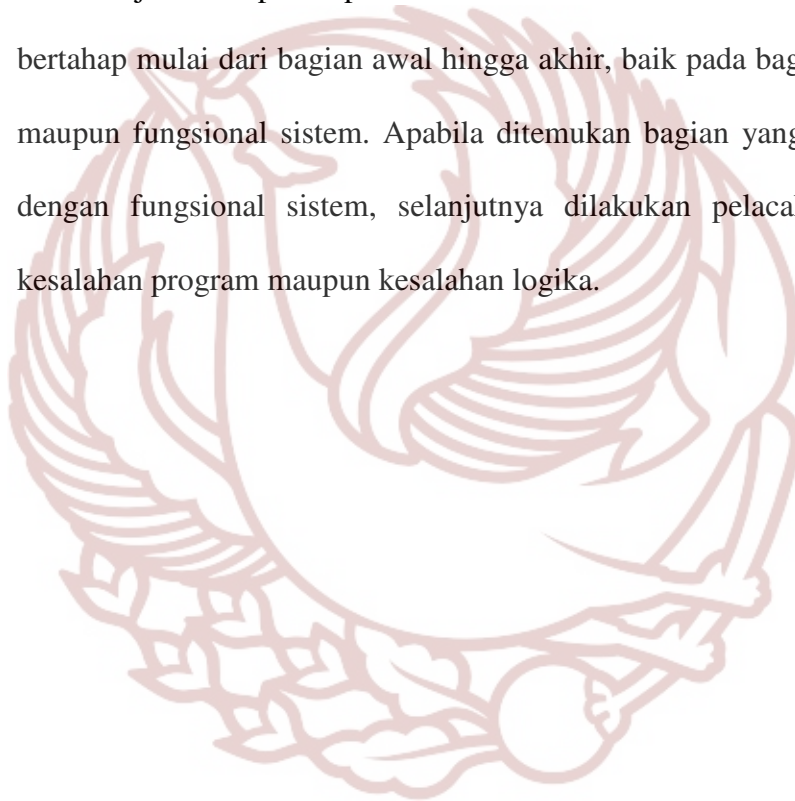 bertahap mulai dari bagian awal hingga akhir, baik pada bag
maupun fungsional sistem. Apabila ditemukan bagian yang
dengan fungsional sistem, selanjutnya dilakukan pelacak
kesalahan program maupun kesalahan logika.